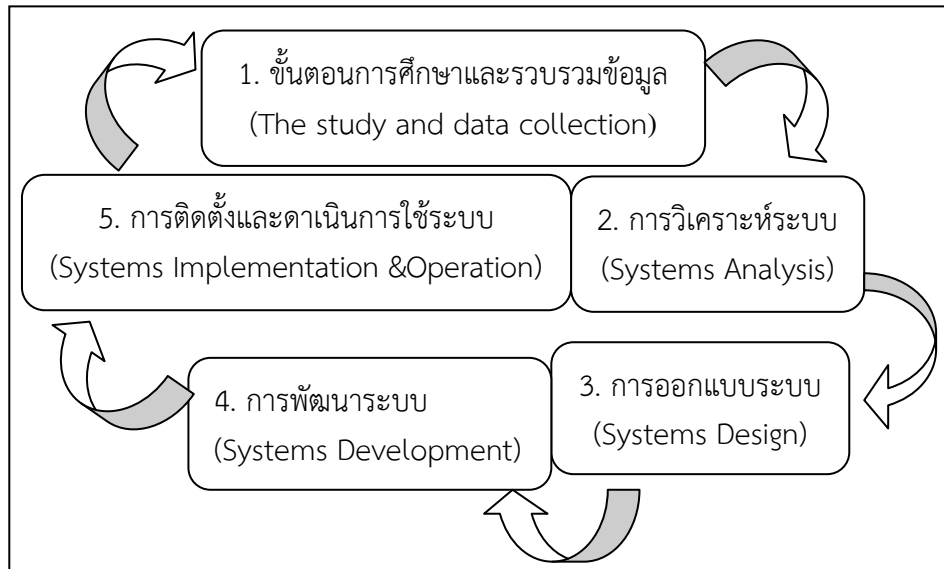 1. ขั้นตอนการศึกษาและรวบรวมข้อมูล
(The study and data collection)
2. การวิเคราะห์ระบบ
(Systems Analysis)
3. การออกแบบระบบ
(Systems Design)
4. การพัฒนาระบบ
(Systems Development)
5. การติดตั้งและดาเนินการใช้ระบบ
(Systems Implementation &Operation)